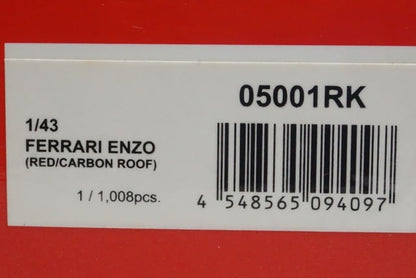 05001RK
1/43
FERRARI ENZO
(RED/CARBON ROOF)
1 / 1,008pcs.
4 548565 094097